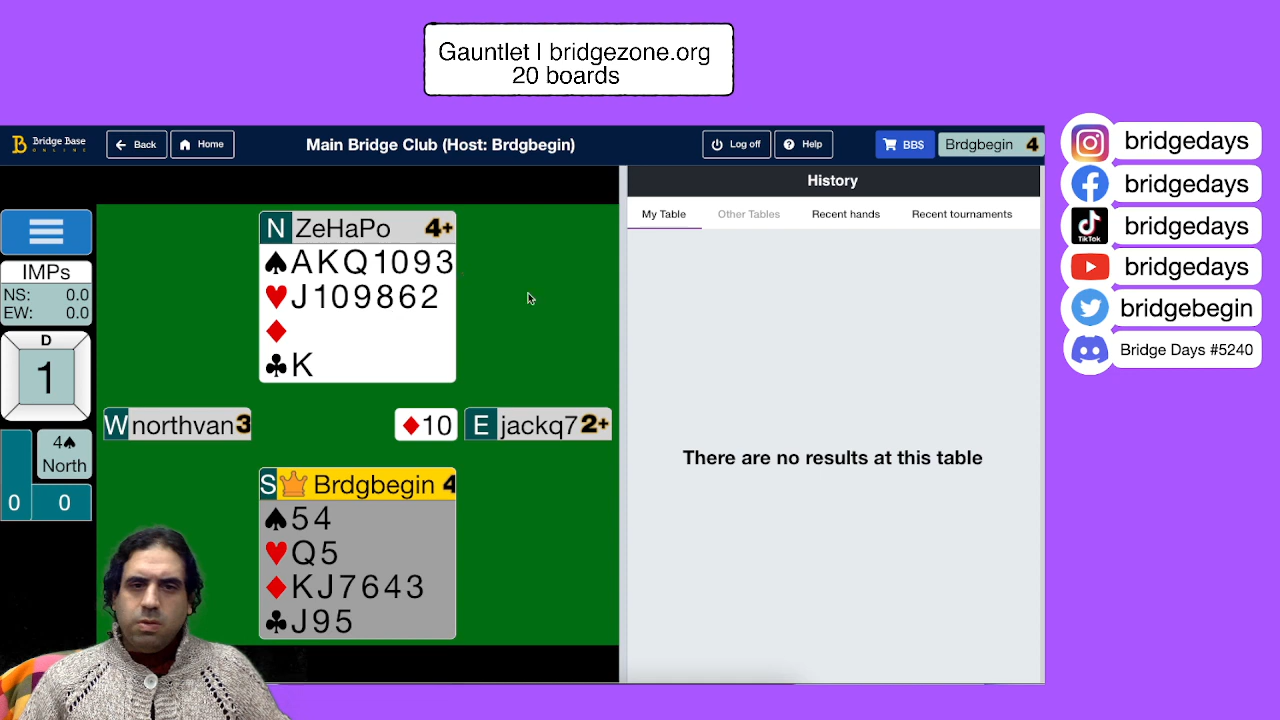 Gauntlet I bridgezone.org
20 boards
B Bridge Base
ONLINE
Back
Home
Main Bridge Club (Host: Brdgbegin)
Log off
Help
BB$
Brdgbegin 4
History
My Table
Other Tables
Recent hands
Recent tournaments
There are no results at this table
IMPs
NS: 0.0
EW: 0.0
D
1
4♠
North
0
0
N ZeHaPo 4+
♠AKQ1093
♥J109862
♦
♣K
W northvan 3
♦10
E jackq7 2+
S Brdgbegin 4
♠54
♥Q5
♦KJ7643
♣J95
bridgedays
bridgedays
TikTok
bridgedays
bridgedays
bridgebegin
Bridge Days #5240